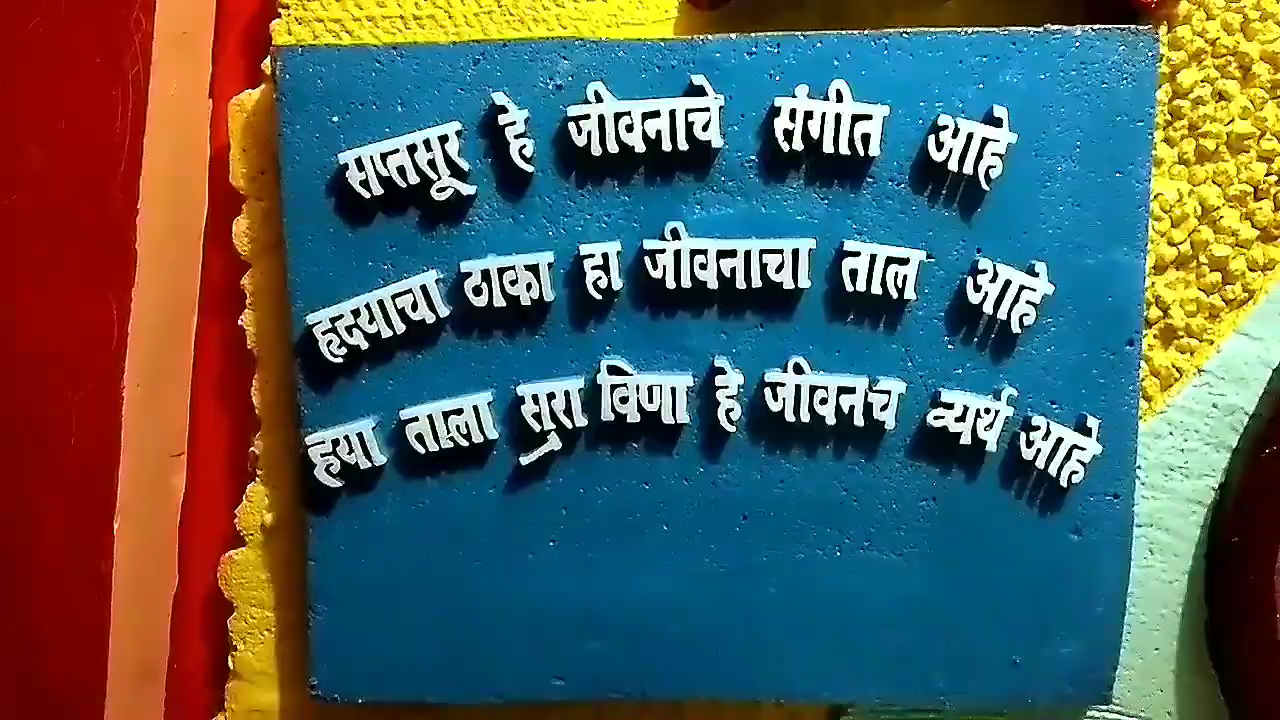 सप्तसूर हे जीवनाचे संगीत आहे
हृदयाचा ठाका हा जीवनाचा ताल आहे
हया ताला सूरा विणा हे जीवनच व्यर्थ आहे